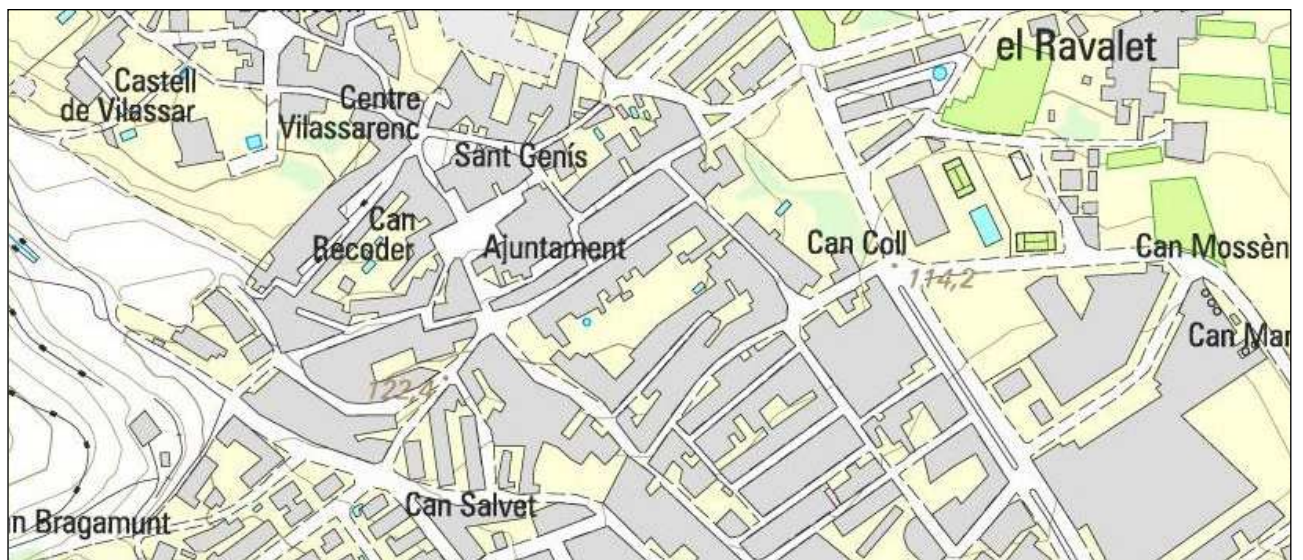 el Ravalet
Castell
de Vilassar
Centre
Vilassarenc
Sant Genís
Can
Recoder
Ajuntament
Can Coll
Can Mossèn
114,2
Can Mar
122,4
Can Salvet
n Bragamunt